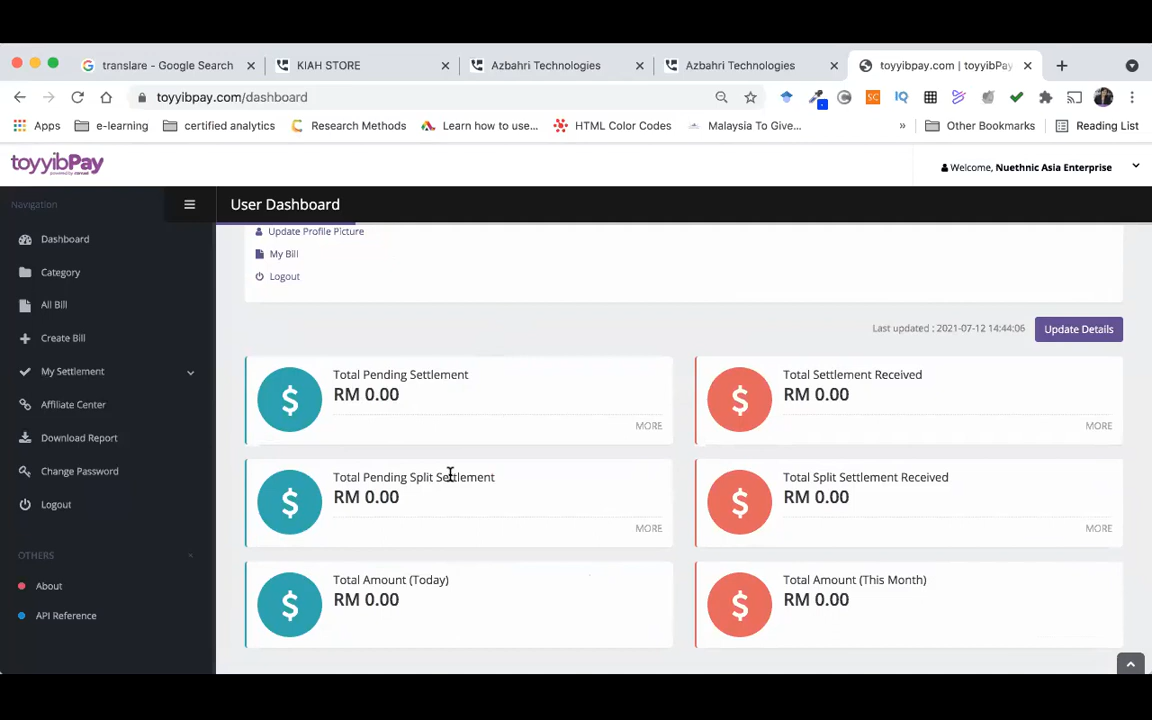 translare - Google Search
KIAH STORE
Azbahri Technologies
Azbahri Technologies
toyyibpay.com | toyyibPay
toyyibpay.com/dashboard
Apps
e-learning
certified analytics
Research Methods
Learn how to use...
HTML Color Codes
Malaysia To Give...
»
Other Bookmarks
Reading List
toyyibPay
Welcome, Nuethnic Asia Enterprise
Navigation
User Dashboard
Dashboard
Category
All Bill
Create Bill
My Settlement
Affiliate Center
Download Report
Change Password
Logout
OTHERS
About
API Reference
Update Profile Picture
My Bill
Logout
Last updated : 2021-07-12 14:44:06
Update Details
Total Pending Settlement
RM 0.00
MORE
Total Settlement Received
RM 0.00
MORE
Total Pending Split Settlement
RM 0.00
MORE
Total Split Settlement Received
RM 0.00
MORE
Total Amount (Today)
RM 0.00
Total Amount (This Month)
RM 0.00